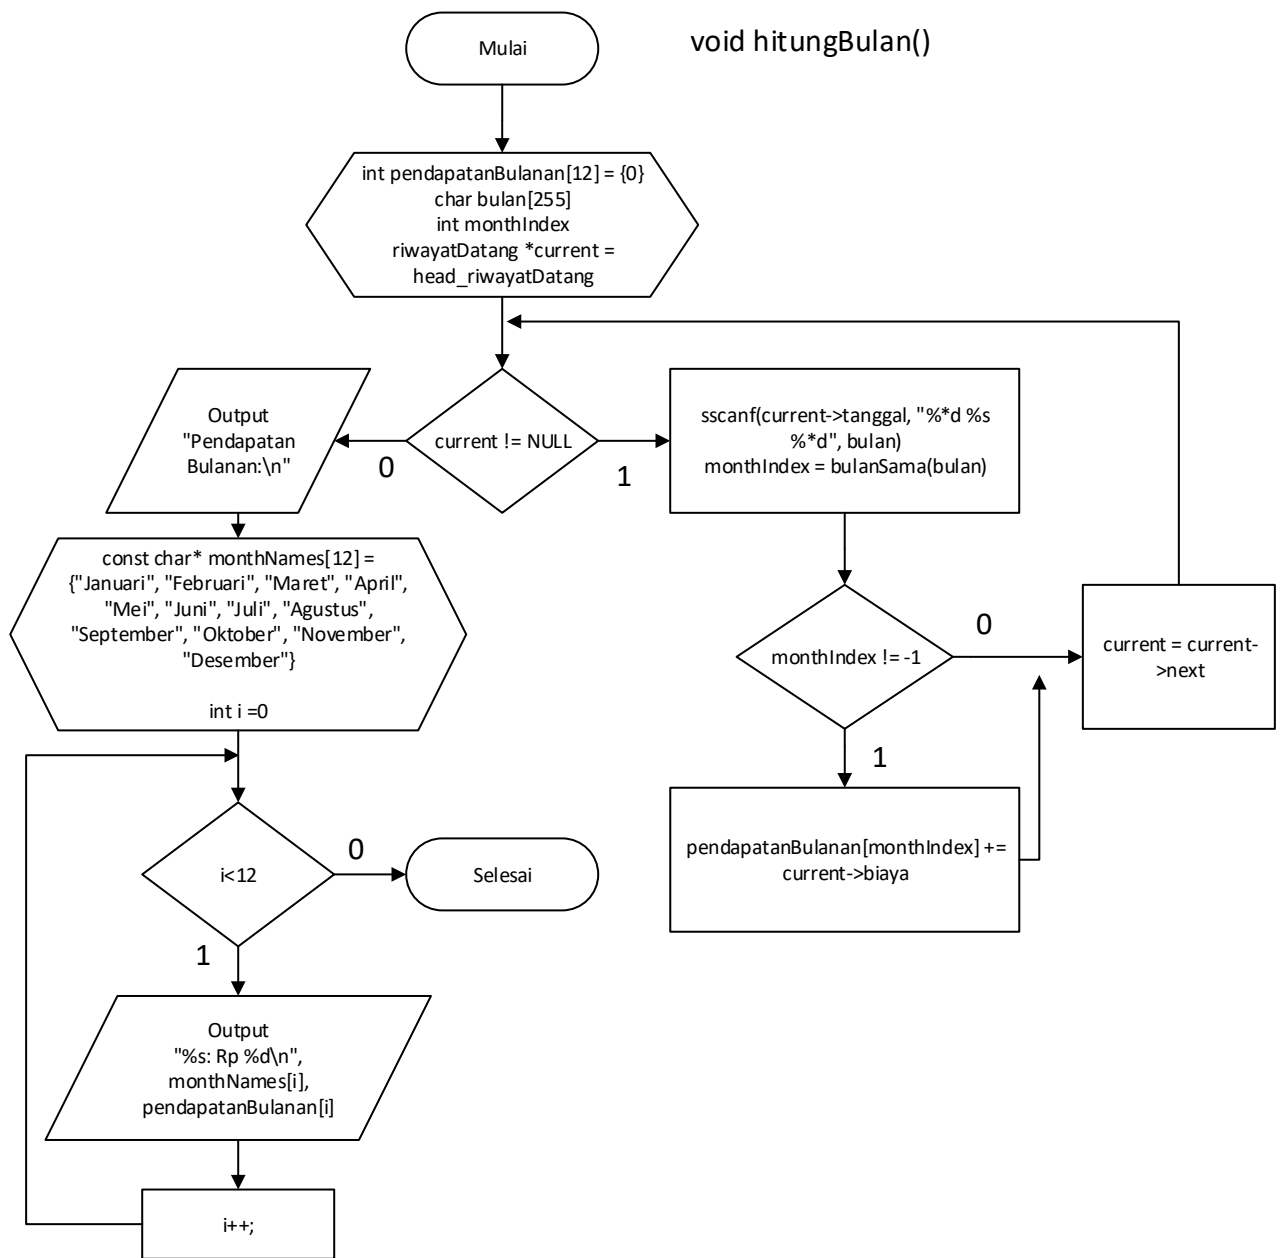 void hitungBulan()
Mulai
int pendapatanBulanan[12] = {0}
char bulan[255]
int monthIndex
riwayatDatang *current =
head_riwayatDatang
current != NULL
0
1
Output
"Pendapatan
Bulanan:\n"
sscanf(current->tanggal, "%*d %s
%*d", bulan)
monthIndex = bulanSama(bulan)
const char* monthNames[12] =
{"Januari", "Februari", "Maret", "April",
"Mei", "Juni", "Juli", "Agustus",
"September", "Oktober", "November",
"Desember"}
int i =0
monthIndex != -1
0
1
current = current-
>next
pendapatanBulanan[monthIndex] +=
current->biaya
i<12
0
1
Selesai
Output
"%s: Rp %d\n",
monthNames[i],
pendapatanBulanan[i]
i++;